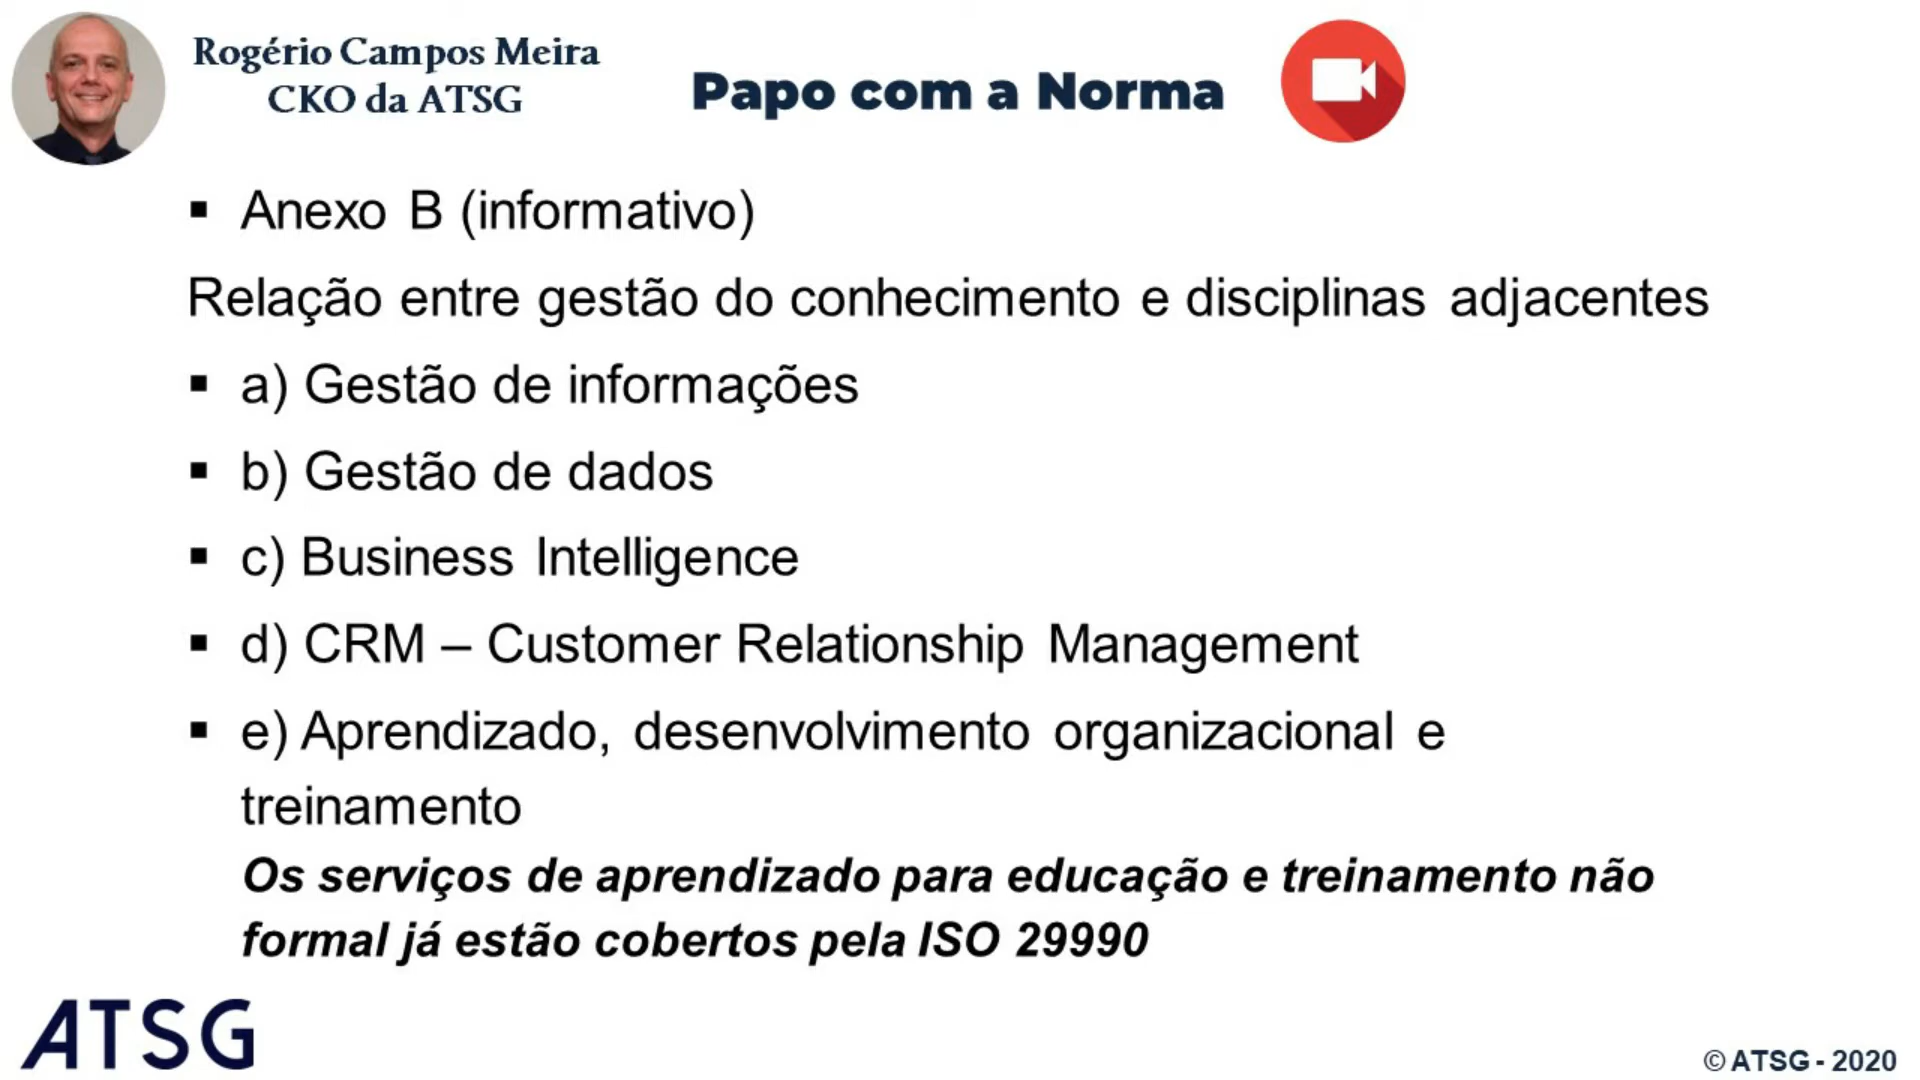 Rogério Campos Meira
CKO da ATSG
Papo com a Norma
▪ Anexo B (informativo)
Relação entre gestão do conhecimento e disciplinas adjacentes
▪ a) Gestão de informações
▪ b) Gestão de dados
▪ c) Business Intelligence
▪ d) CRM – Customer Relationship Management
▪ e) Aprendizado, desenvolvimento organizacional e
treinamento
Os serviços de aprendizado para educação e treinamento não
formal já estão cobertos pela ISO 29990
ATSG
© ATSG - 2020